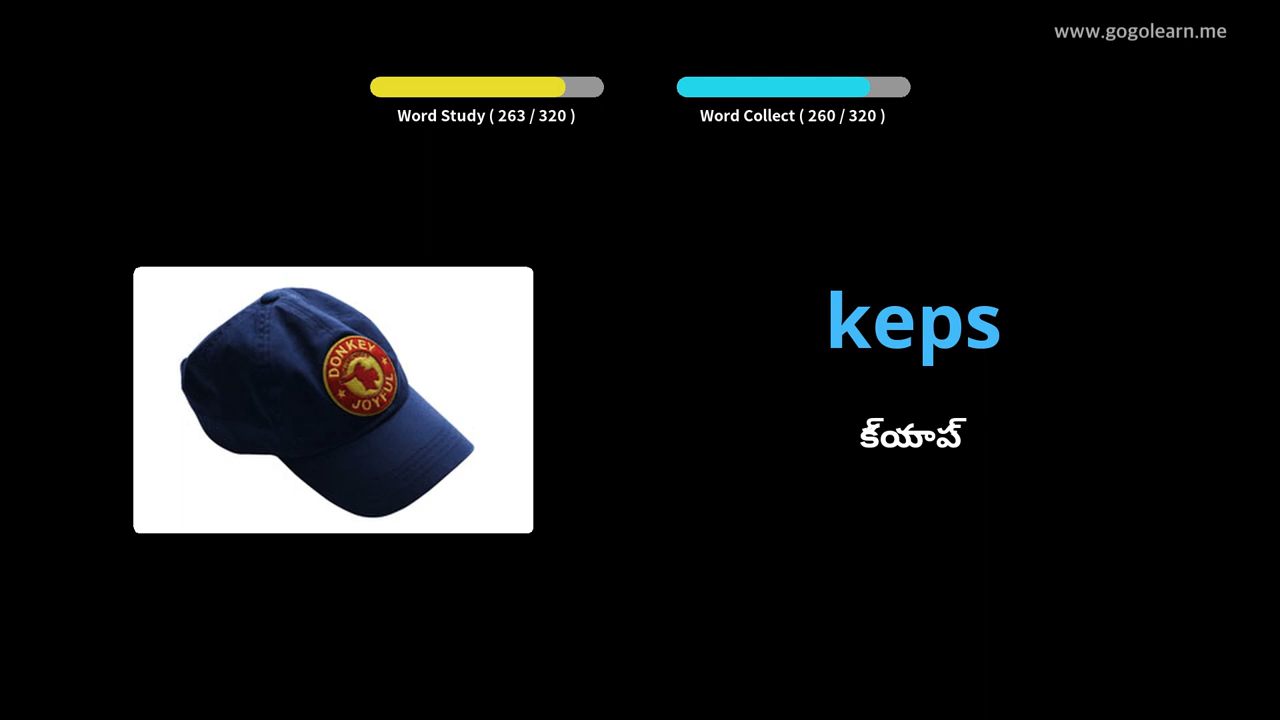 www.gogolearn.me
Word Study ( 263 / 320 )
Word Collect ( 260 / 320 )
DONKEY
JOYFUL
keps
క్యాప్